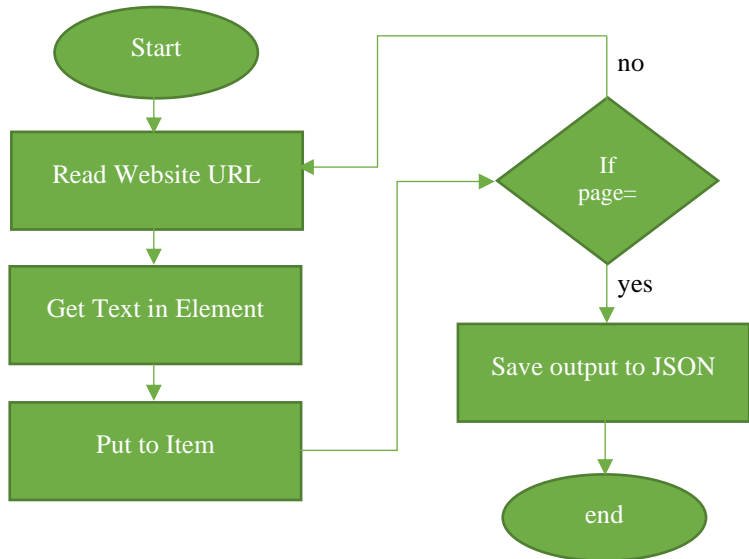 Start
Read Website URL
Get Text in Element
Put to Item
no
If
page=
yes
Save output to JSON
end